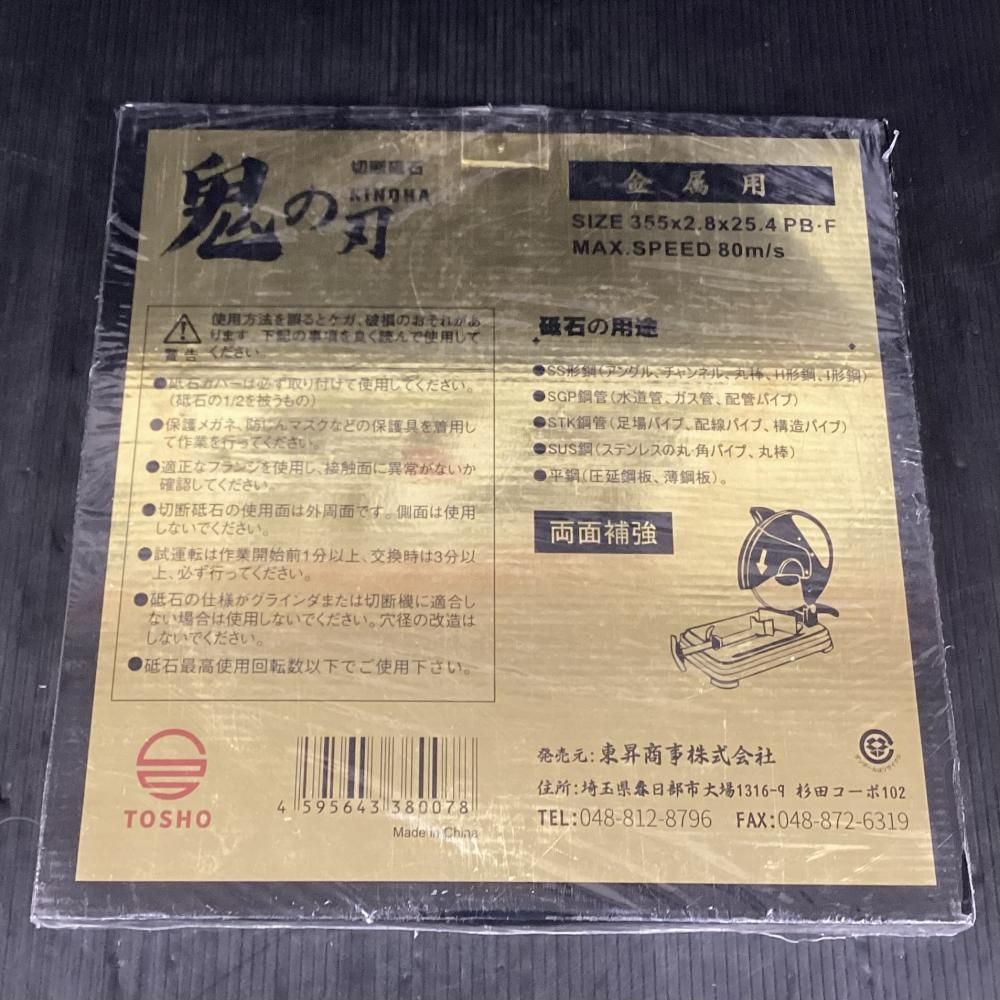 鬼の刃
切断砥石
KINOHA
金属用
SIZE 355x2.8x25.4 PB·F
MAX.SPEED 80m/s
警告
使用方法を誤るとケガ、破損のおそれがあ
ります。下記の事項を良く読んで使用して
ください。
●砥石カバーは必ず取り付けて使用してください。
(砥石の1/2を被うもの)
●保護メガネ、防じんマスクなどの保護具を着用し
て作業を行ってください。
●適正なフランジを使用し、接触面に異常がないか
確認してください。
●切断砥石の使用面は外周面です。側面は使用
しないでください。
●試運転は作業開始前1分以上、交換時は3分以
上、必ず行ってください。
●砥石の仕様がグラインダまたは切断機に適合し
ない場合は使用しないでください。穴径の改造は
しないでください。
●砥石最高使用回転数以下でご使用下さい。
砥石の用途
●SS形鋼(アングル、チャンネル、丸棒、H形鋼、I形鋼)
●SGP鋼管(水道管、ガス管、配管パイプ)
●STK鋼管(足場パイプ、配線パイプ、構造パイプ)
●SUS鋼(ステンレスの丸·角パイプ、丸棒)
●平鋼(圧延鋼板、薄鋼板)。
両面補強
TOSHO
4 595643 380078
Made in China
発売元:東昇商事株式会社
住所:埼玉県春日部市大場1316-9 杉田コーポ102
TEL:048-812-8796 FAX:048-872-6319